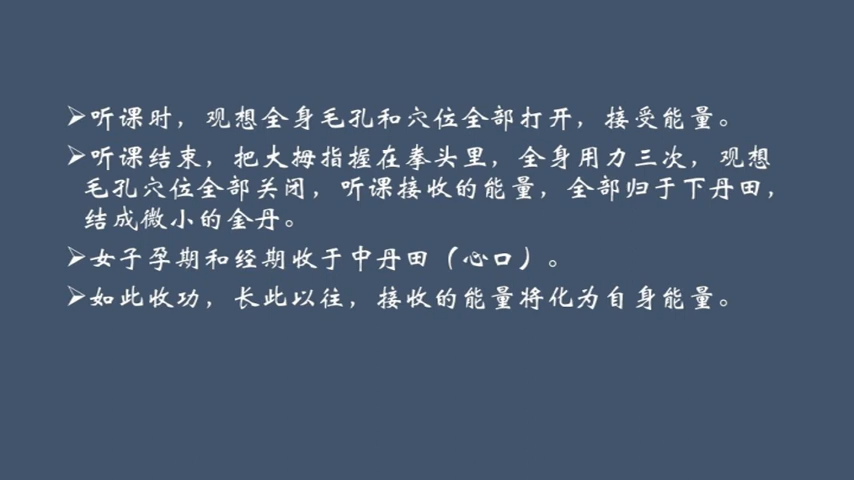 ➢听课时，观想全身毛孔和穴位全部打开，接受能量。
➢听课结束，把大拇指握在拳头里，全身用力三次，观想
毛孔穴位全部关闭，听课接收的能量，全部归于下丹田，
结成微小的金丹。
➢女子孕期和经期收于中丹田（心口）。
➢如此收功，长此以往，接收的能量将化为自身能量。